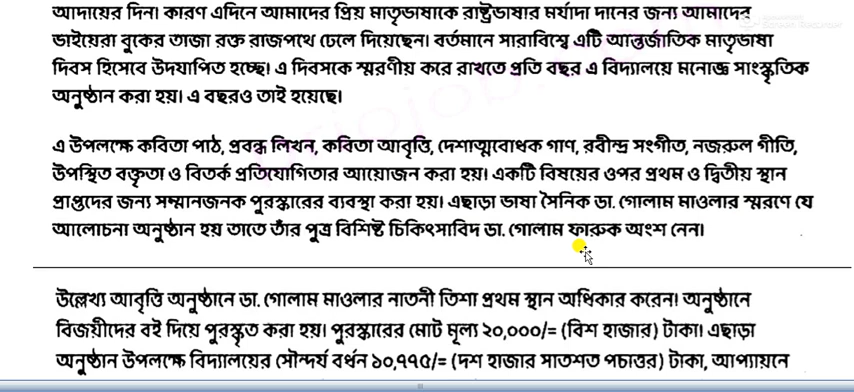 আদায়ের দিন। কারণ এদিনে আমাদের প্রিয় মাতৃভাষাকে রাষ্ট্রভাষার মর্যাদা দানের জন্য আমাদের
ভাইয়েরা বুকের তাজা রক্ত রাজপথে ঢেলে দিয়েছেন। বর্তমানে সারাবিশ্বে এটি আন্তর্জাতিক মাতৃভাষা
দিবস হিসেবে উদযাপিত হচ্ছে। এ দিবসকে স্মরণীয় করে রাখতে প্রতি বছর এ বিদ্যালয়ে মনোজ্ঞ সাংস্কৃতিক
অনুষ্ঠান করা হয়। এ বছরও তাই হয়েছে।
এ উপলক্ষে কবিতা পাঠ, প্রবন্ধ লিখন, কবিতা আবৃত্তি, দেশাত্মবোধক গাণ, রবীন্দ্র সংগীত, নজরুল গীতি,
উপস্থিত বক্তৃতা ও বিতর্ক প্রতিযোগিতার আয়োজন করা হয়। একটি বিষয়ের ওপর প্রথম ও দ্বিতীয় স্থান
প্রাপ্তদের জন্য সম্মানজনক পুরস্কারের ব্যবস্থা করা হয়। এছাড়া ভাষা সৈনিক ডা. গোলাম মাওলার স্মরণে যে
আলোচনা অনুষ্ঠান হয় তাতে তাঁর পুত্র বিশিষ্ট চিকিৎসাবিদ ডা. গোলাম ফারুক অংশ নেন।
উল্লেখ্য আবৃত্তি অনুষ্ঠানে ডা. গোলাম মাওলার নাতনী তিশা প্রথম স্থান অধিকার করেন। অনুষ্ঠানে
বিজয়ীদের বই দিয়ে পুরস্কৃত করা হয়। পুরস্কারের মোট মূল্য ২০,০০০/= (বিশ হাজার) টাকা। এছাড়া
অনুষ্ঠান উপলক্ষে বিদ্যালয়ের সৌন্দর্য বর্ধন ১০,৭৭৫/= (দশ হাজার সাতশত পচাত্তর) টাকা, আপ্যায়নে